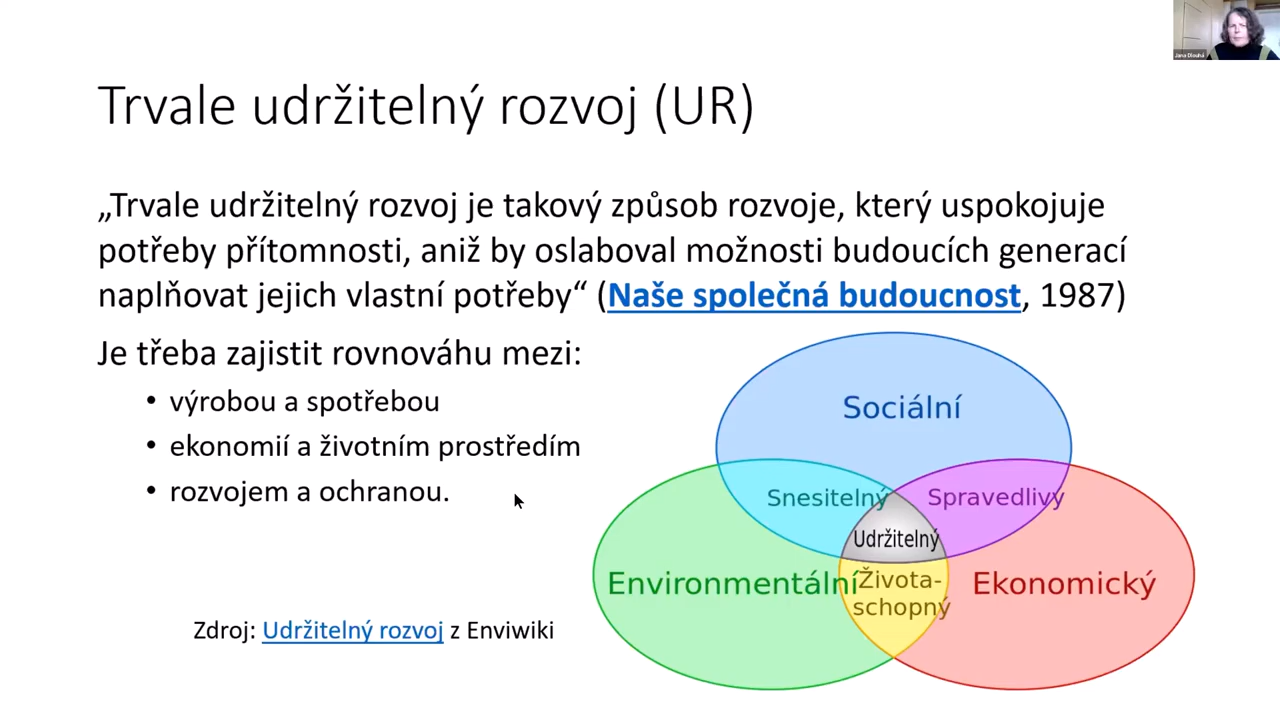 Jana Dlouhá
Trvale udržitelný rozvoj (UR)
„Trvale udržitelný rozvoj je takový způsob rozvoje, který uspokojuje
potřeby přítomnosti, aniž by oslaboval možnosti budoucích generací
naplňovat jejich vlastní potřeby“ (Naše společná budoucnost, 1987)
Je třeba zajistit rovnováhu mezi:
• výrobou a spotřebou
• ekonomií a životním prostředím
• rozvojem a ochranou.
Zdroj: Udržitelný rozvoj z Enviwiki
Sociální
Snesitelný
Spravedlivý
Udržitelný
Environmentální
Života-
schopný
Ekonomický